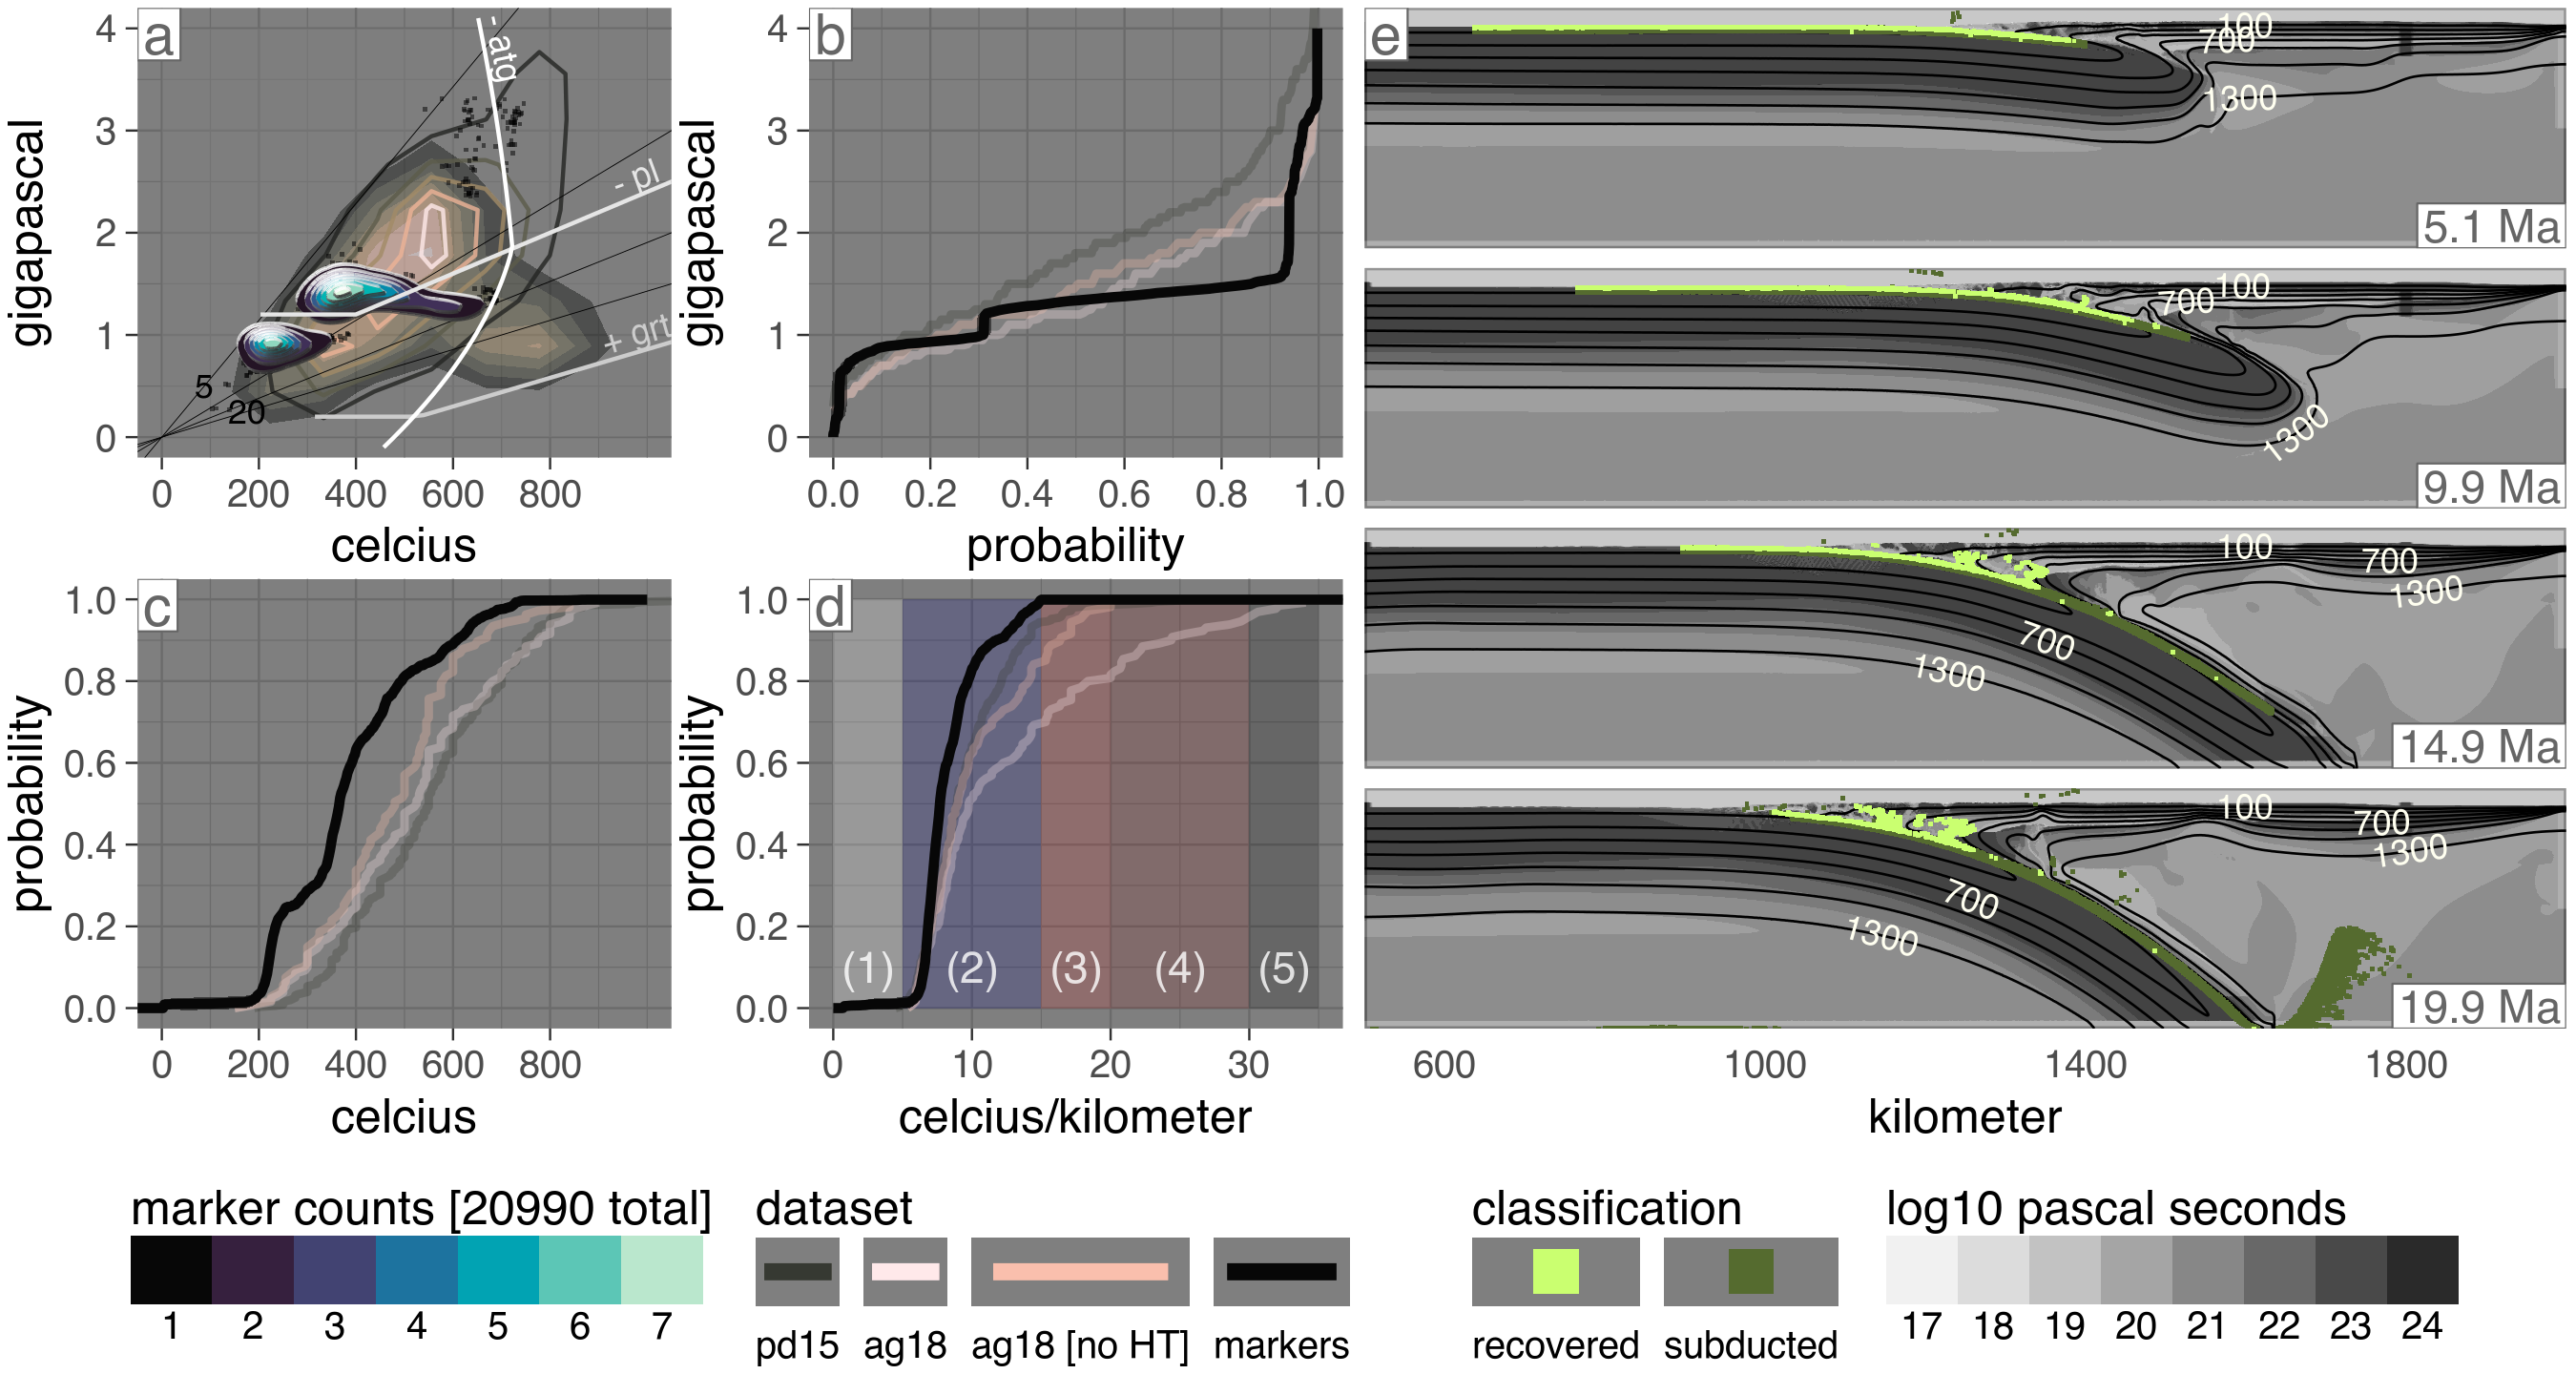 a
gigapascal
4
3
2
1
0
0
200
400
600
800
celcius
- atg
- pl
+ grt
5
20
b
gigapascal
4
3
2
1
0
0.0
0.2
0.4
0.6
0.8
1.0
probability
c
probability
1.0
0.8
0.6
0.4
0.2
0.0
0
200
400
600
800
celcius
d
probability
1.0
0.8
0.6
0.4
0.2
0.0
(1)
(2)
(3)
(4)
(5)
0
10
20
30
celcius/kilometer
e
100
700
1300
5.1 Ma
100
700
1300
9.9 Ma
100
700
1300
700
1300
14.9 Ma
100
700
1300
700
1300
19.9 Ma
600
1000
1400
1800
kilometer
marker counts [20990 total]
1
2
3
4
5
6
7
dataset
pd15
ag18
ag18 [no HT]
markers
classification
recovered
subducted
log10 pascal seconds
17
18
19
20
21
22
23
24